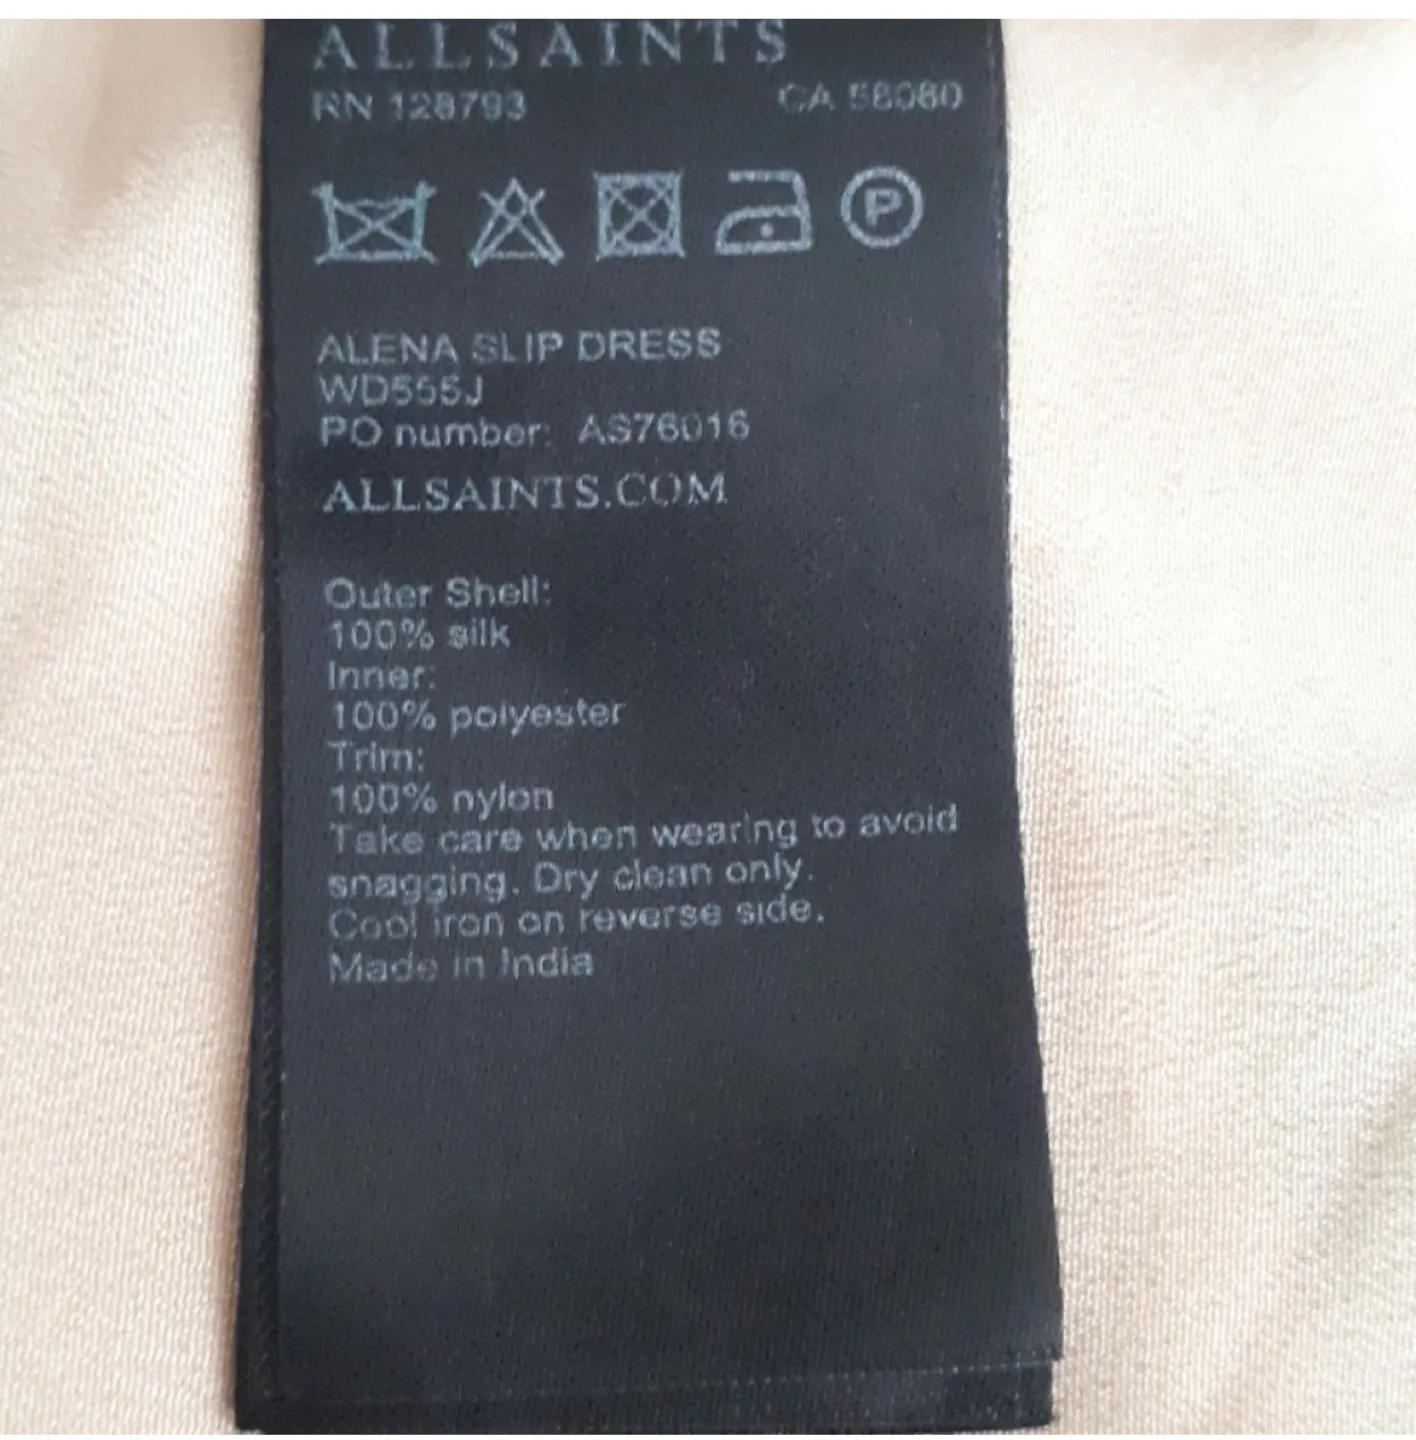 ALLSAINTS
RN 128793 CA 58060
P
ALENA SLIP DRESS
WD555J
PO number: AS76016
ALLSAINTS.COM
Outer Shell:
100% silk
Inner:
100% polyester
Trim:
100% nylon
Take care when wearing to avoid
snagging. Dry clean only.
Cool iron on reverse side.
Made in India